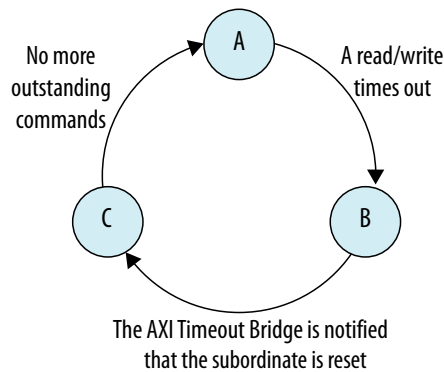 A
No more
outstanding
commands
A read/write
times out
C
B
The AXI Timeout Bridge is notified
that the subordinate is reset